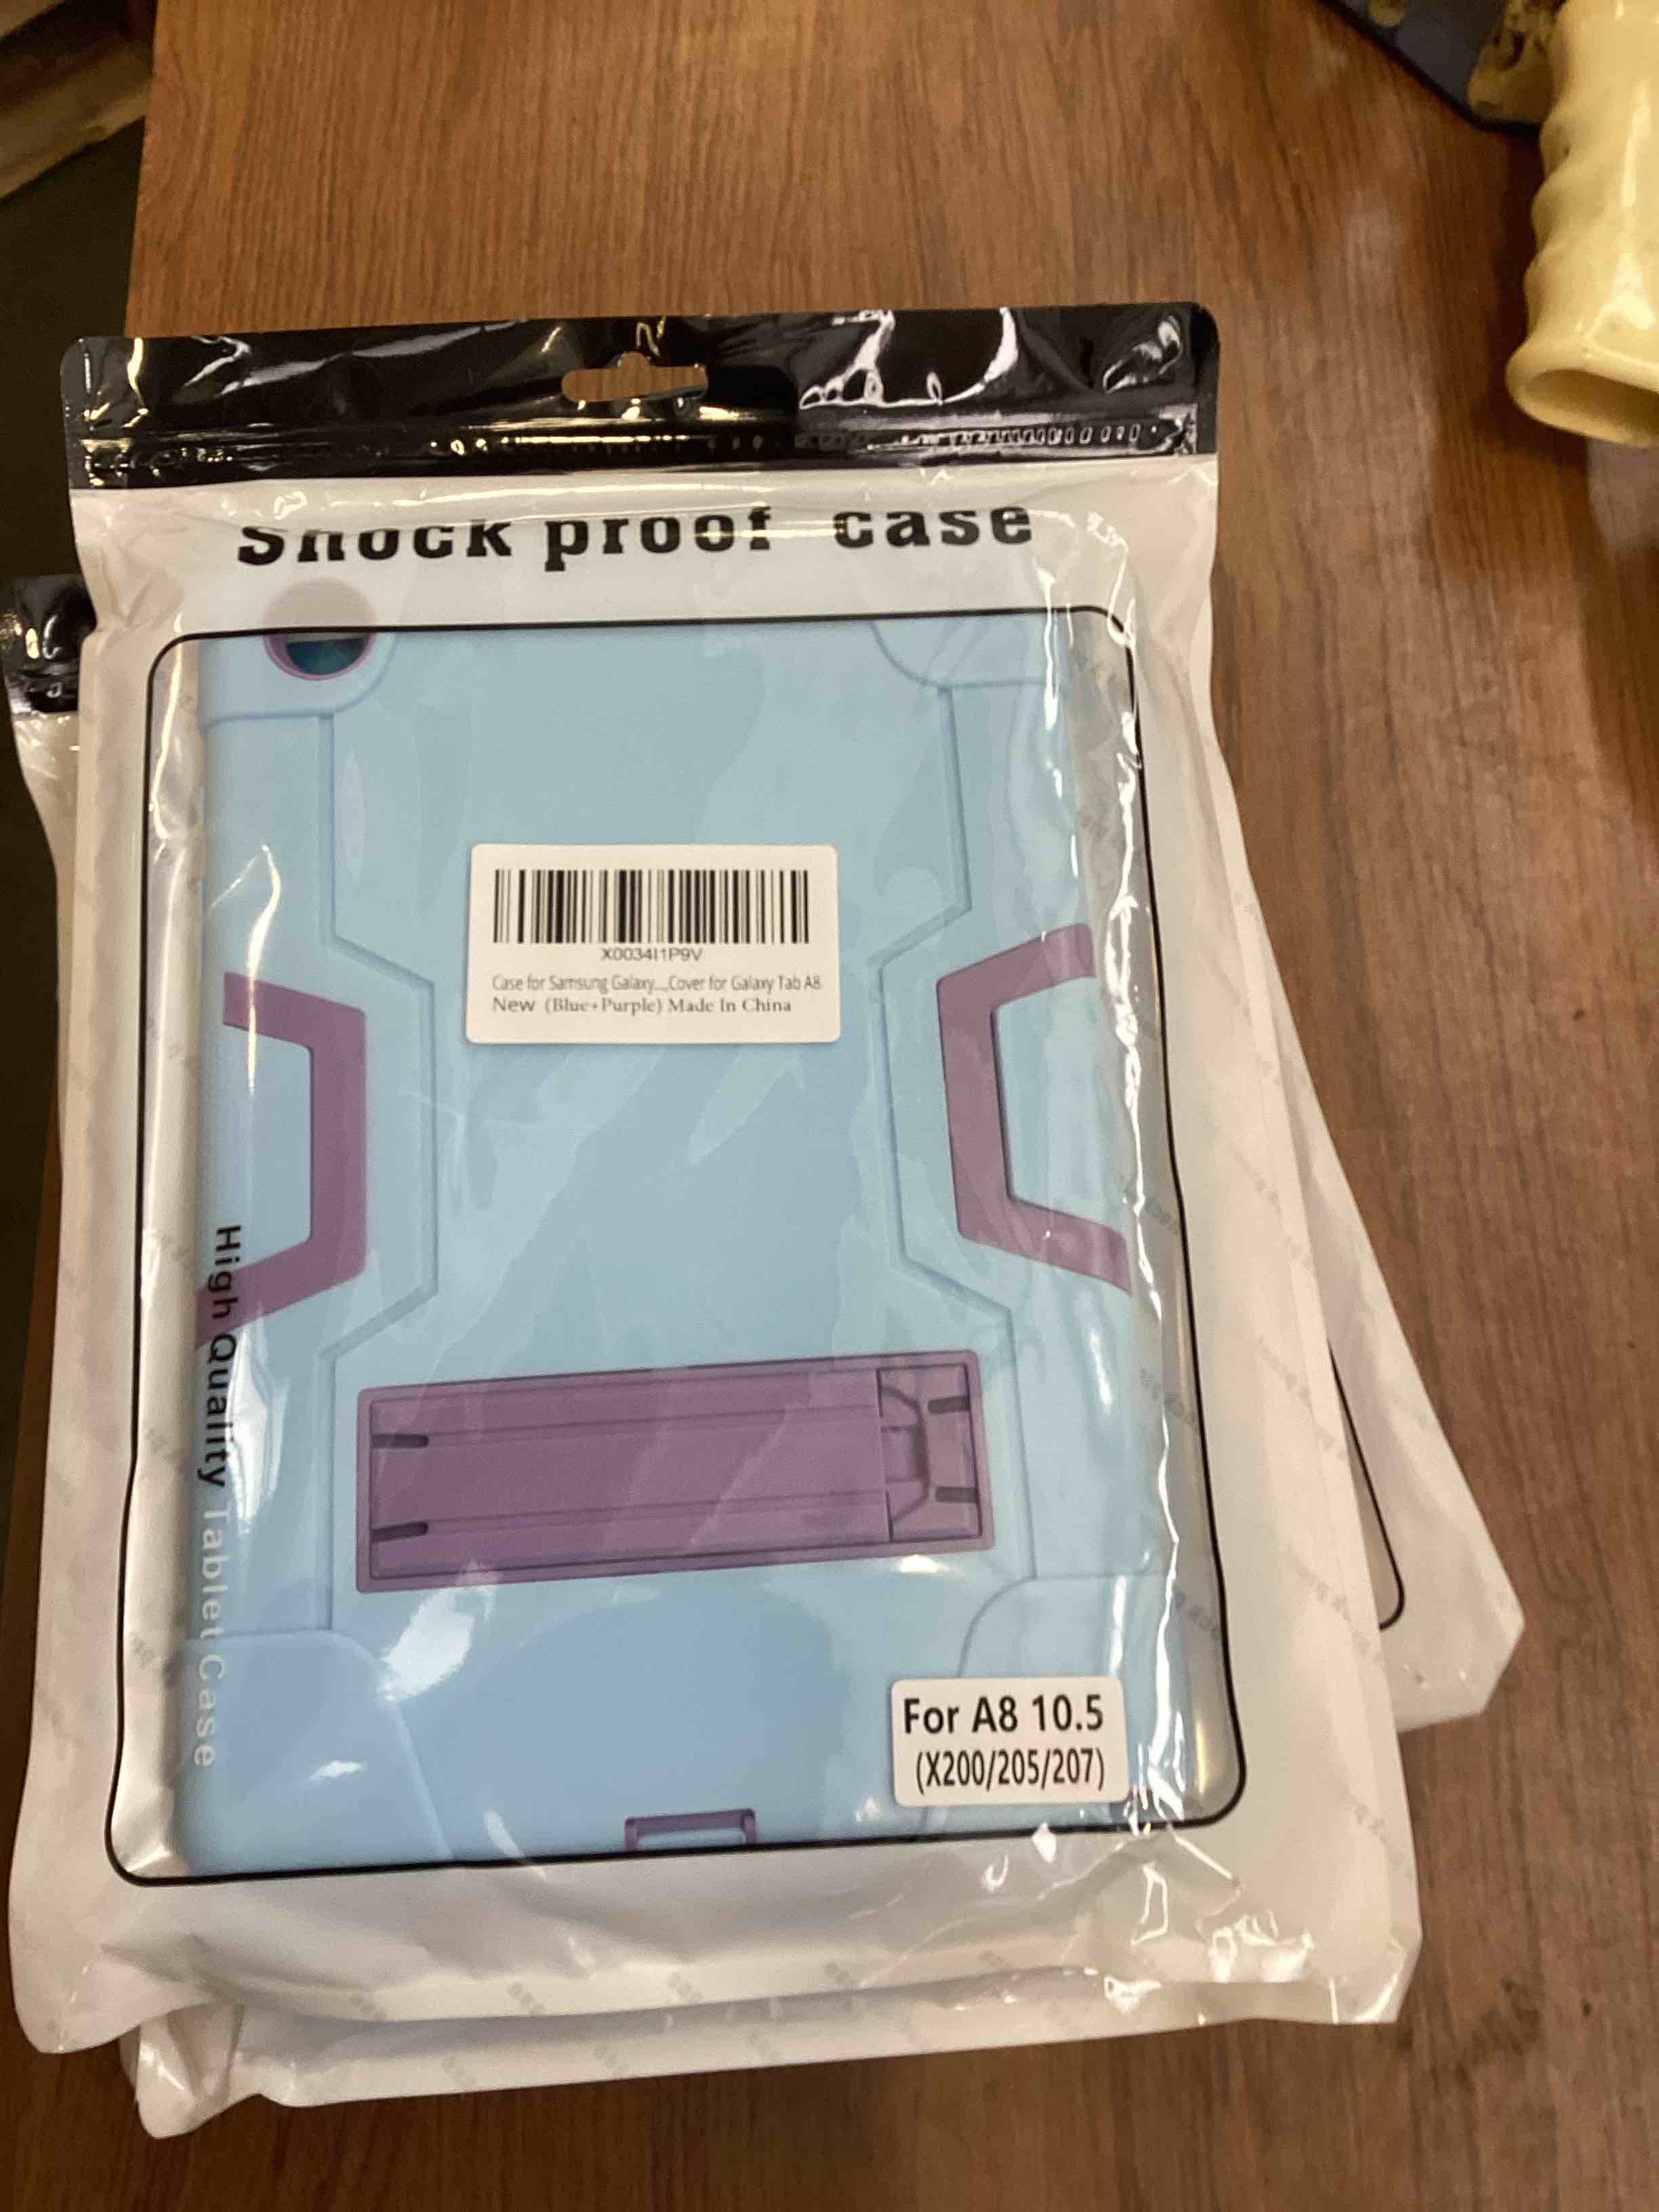 Shock proof case
X0034I1P9V
Case for Samsung Galaxy...,Cover for Galaxy Tab A8
New (Blue+Purple) Made In China
High Quality Tablet Case
For A8 10.5
(X200/205/207)